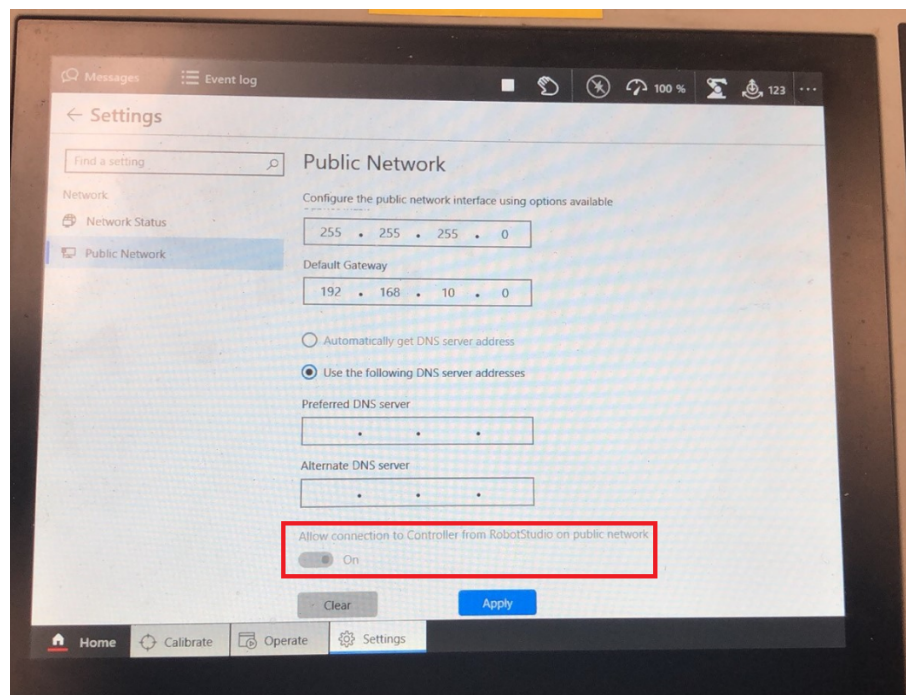 Messages Event log 100 % 123
Settings
Find a setting
Public Network
Network
Configure the public network interface using options available
Network Status
255 . 255 . 255 . 0
Public Network
Default Gateway
192 . 168 . 10 . 0
Automatically get DNS server address
Use the following DNS server addresses
Preferred DNS server
. . .
Alternate DNS server
. . .
Allow connection to Controller from RobotStudio on public network
On
Clear Apply
Home Calibrate Operate Settings